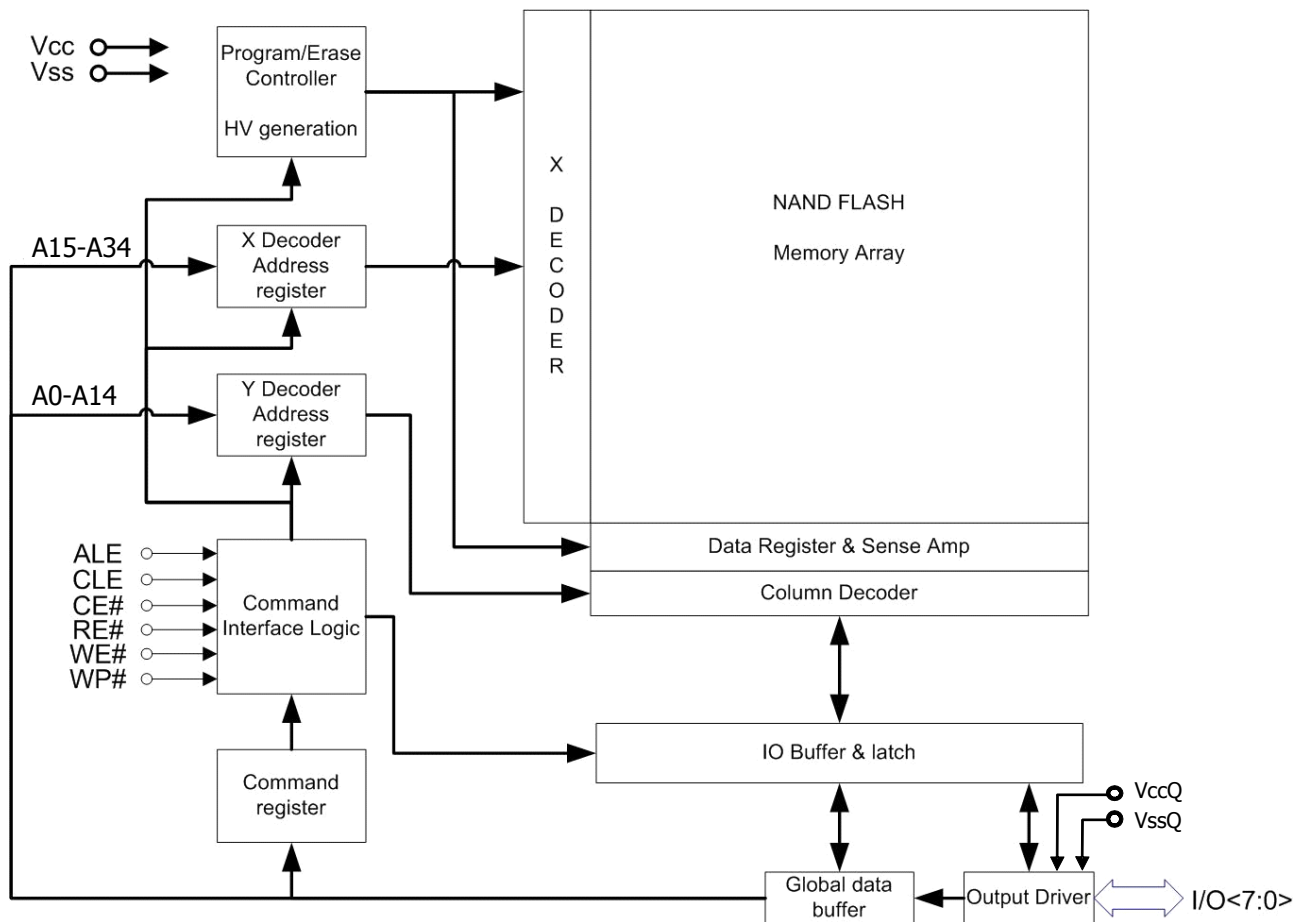 Vcc
Vss
Program/Erase
Controller
HV generation
X
D
E
C
O
D
E
R
NAND FLASH
Memory Array
A15-A34
X Decoder
Address
register
A0-A14
Y Decoder
Address
register
ALE
CLE
CE#
RE#
WE#
WP#
Command
Interface Logic
Data Register & Sense Amp
Column Decoder
IO Buffer & latch
Command
register
VccQ
VssQ
Global data
buffer
Output Driver
I/O<7:0>